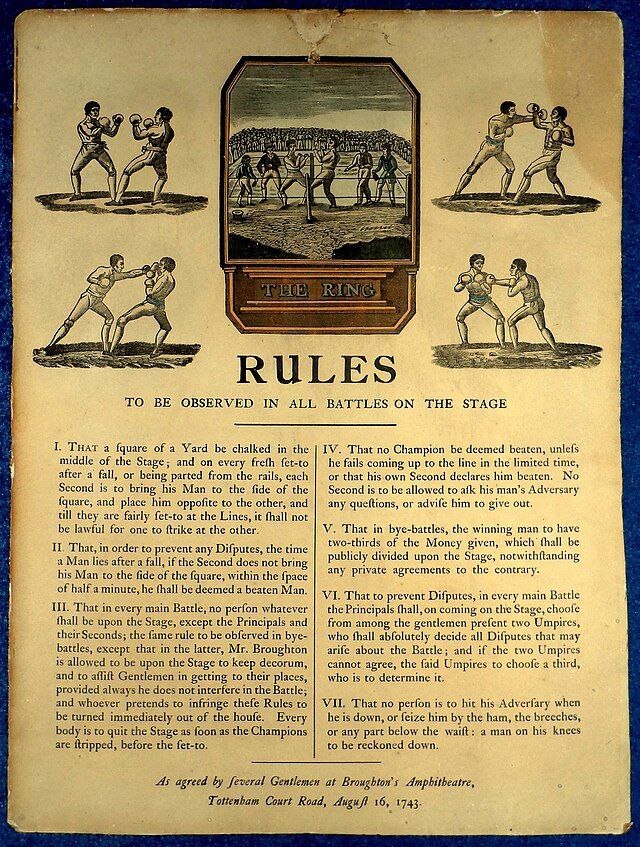 THE RING
RULES
TO BE OBSERVED IN ALL BATTLES ON THE STAGE
I. THAT a ſquare of a Yard be chalked in the
middle of the Stage; and on every freſh ſet-to
after a fall, or being parted from the rails, each
Second is to bring his Man to the ſide of the
ſquare, and place him oppoſite to the other, and
till they are fairly ſet-to at the Lines, it ſhall not
be lawful for one to ſtrike at the other.
II. That, in order to prevent any Diſputes, the time
a Man lies after a fall, if the Second does not bring
his Man to the ſide of the ſquare, within the ſpace
of half a minute, he ſhall be deemed a beaten Man.
III. That in every main Battle, no perſon whatever
ſhall be upon the Stage, except the Principals and
their Seconds; the ſame rule to be obſerved in bye-
battles, except that in the latter, Mr. Broughton
is allowed to be upon the Stage to keep decorum,
and to aſſiſt Gentlemen in getting to their places,
provided always he does not interfere in the Battle;
and whoever pretends to infringe theſe Rules to
be turned immediately out of the houſe. Every
body is to quit the Stage as ſoon as the Champions
are ſtripped, before the ſet-to.
IV. That no Champion be deemed beaten, unleſs
he fails coming up to the line in the limited time,
or that his own Second declares him beaten. No
Second is to be allowed to aſk his man's Adverſary
any queſtions, or adviſe him to give out.
V. That in bye-battles, the winning man to have
two-thirds of the Money given, which ſhall be
publicly divided upon the Stage, notwithſtanding
any private agreements to the contrary.
VI. That to prevent Diſputes, in every main Battle
the Principals ſhall, on coming on the Stage, chooſe
from among the gentlemen preſent two Umpires,
who ſhall abſolutely decide all Diſputes that may
ariſe about the Battle; and if the two Umpires
cannot agree, the ſaid Umpires to chooſe a third,
who is to determine it.
VII. That no perſon is to hit his Adverſary when
he is down, or ſeize him by the ham, the breeches,
or any part below the waiſt: a man on his knees
to be reckoned down.
As agreed by ſeveral Gentlemen at Broughton's Amphitheatre,
Tottenham Court Road, Auguſt 16, 1743.